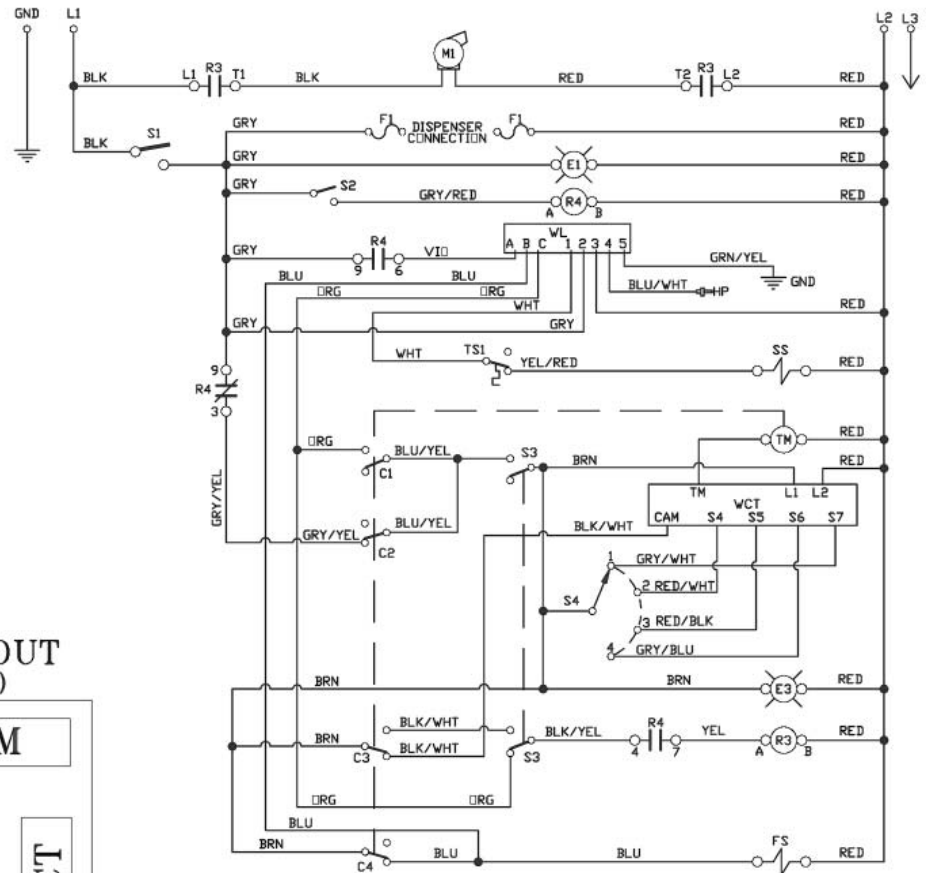 GND L1 L2 L3
M1
BLK L1 R3 T1 BLK RED T2 R3 L2 RED
GRY F1 DISPENSER CONNECTION F1 RED
BLK S1
GRY E1 RED
GRY S2 GRY/RED A R4 B RED
WL
A B C 1 2 3 4 5
GRY R4 9 6 VIO GRN/YEL GND
BLU BLU BLU/WHT HP
ORG ORG
WHT RED
GRY GRY
WHT TS1 YEL/RED SS RED
9 R4 3
TM RED
ORG BLU/YEL S3 BRN RED
C1
TM L1 L2
WCT
CAM S4 S5 S6 S7
GRY/YEL
BLU/YEL BLK/WHT
GRY/YEL C2
1 GRY/WHT
2 RED/WHT
S4
3 RED/BLK
4 GRY/BLU
OUT
)
M
BRN BRN E3 RED
BLK/WHT BLK/YEL R4 4 7 YEL A R3 B RED
BRN C3 BLK/WHT S3
ORG ORG
BLU
BRN C4 BLU BLU FS RED
CT